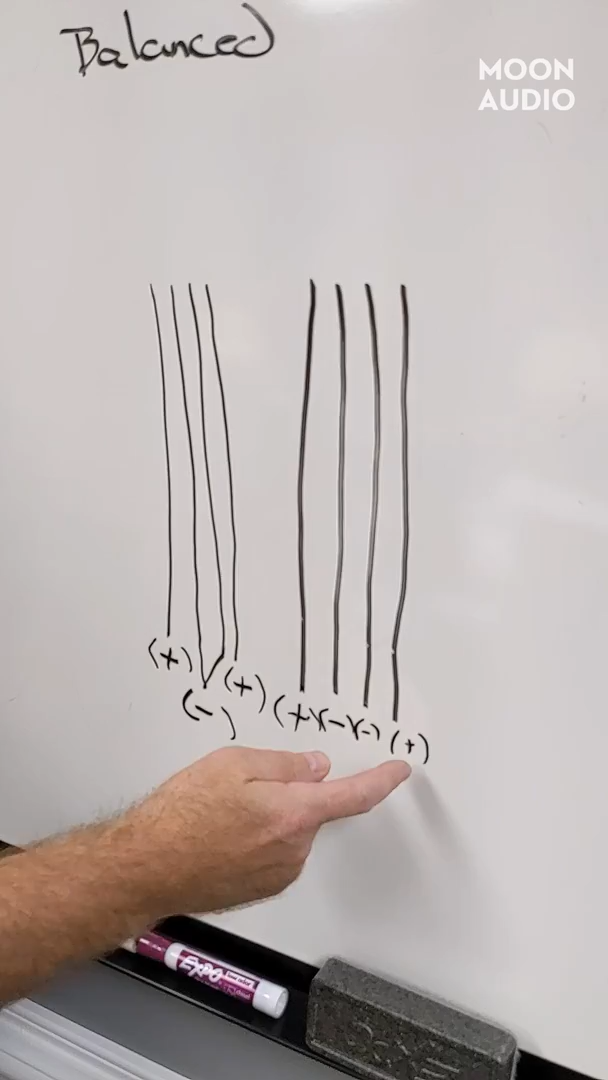 Balanced
MOON
AUDIO
(+)
(-)
(+)
(+)(-)(-)
(+)
EXPO